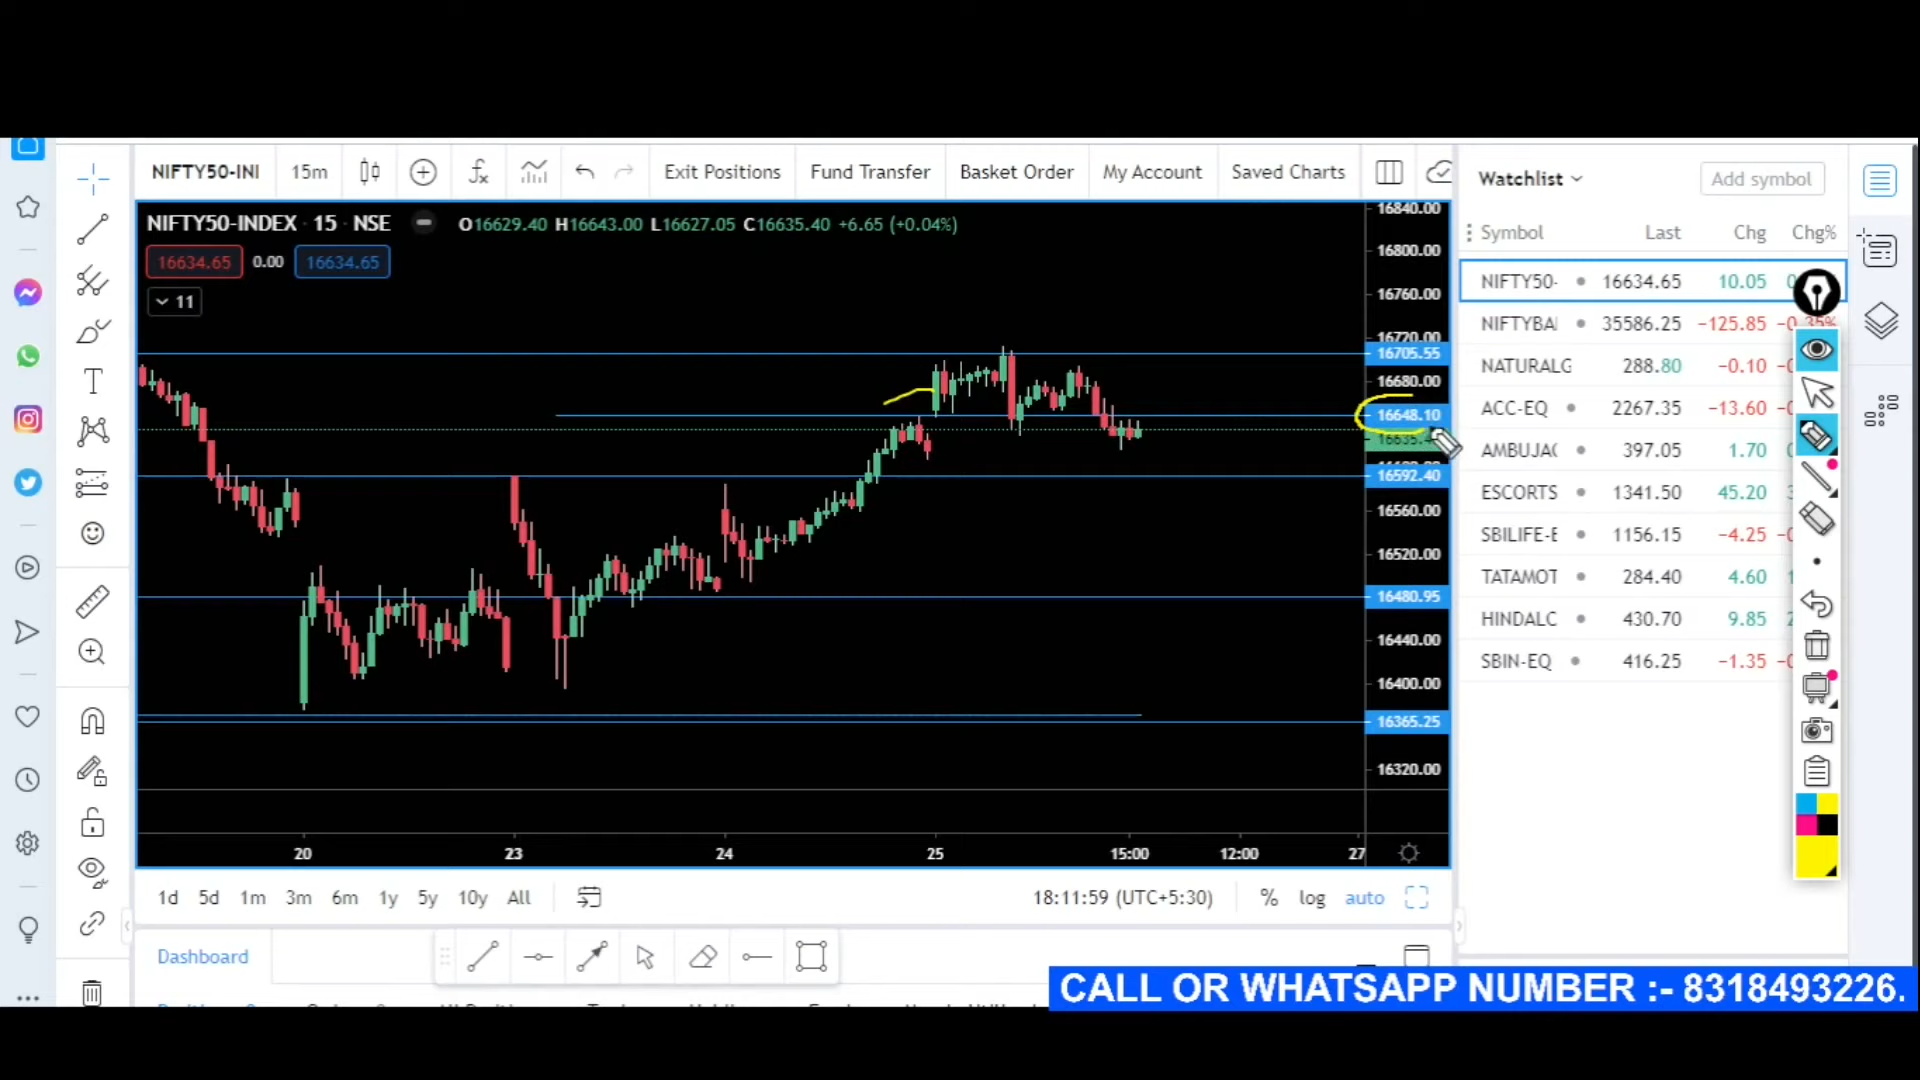 NIFTY50-INI 15m Exit Positions Fund Transfer Basket Order My Account Saved Charts
NIFTY50-INDEX · 15 · NSE O16629.40 H16643.00 L16627.05 C16635.40 +6.65 (+0.04%)
16634.65 0.00 16634.65
11
16840.00
16800.00
16760.00
16720.00
16705.55
16680.00
16648.10
16592.40
16560.00
16520.00
16480.95
16440.00
16400.00
16365.25
16320.00
20 23 24 25 15:00 12:00 27
1d 5d 1m 3m 6m 1y 5y 10y All
18:11:59 (UTC+5:30) % log auto
Dashboard
Watchlist Add symbol
Symbol Last Chg Chg%
NIFTY50- 16634.65 10.05
NIFTYBAI 35586.25 −125.85
NATURALG 288.80 −0.10
ACC-EQ 2267.35 −13.60
AMBUJAC 397.05 1.70
ESCORTS 1341.50 45.20
SBILIFE-E 1156.15 −4.25
TATAMOT 284.40 4.60
HINDALC 430.70 9.85
SBIN-EQ 416.25 −1.35
CALL OR WHATSAPP NUMBER :- 8318493226.